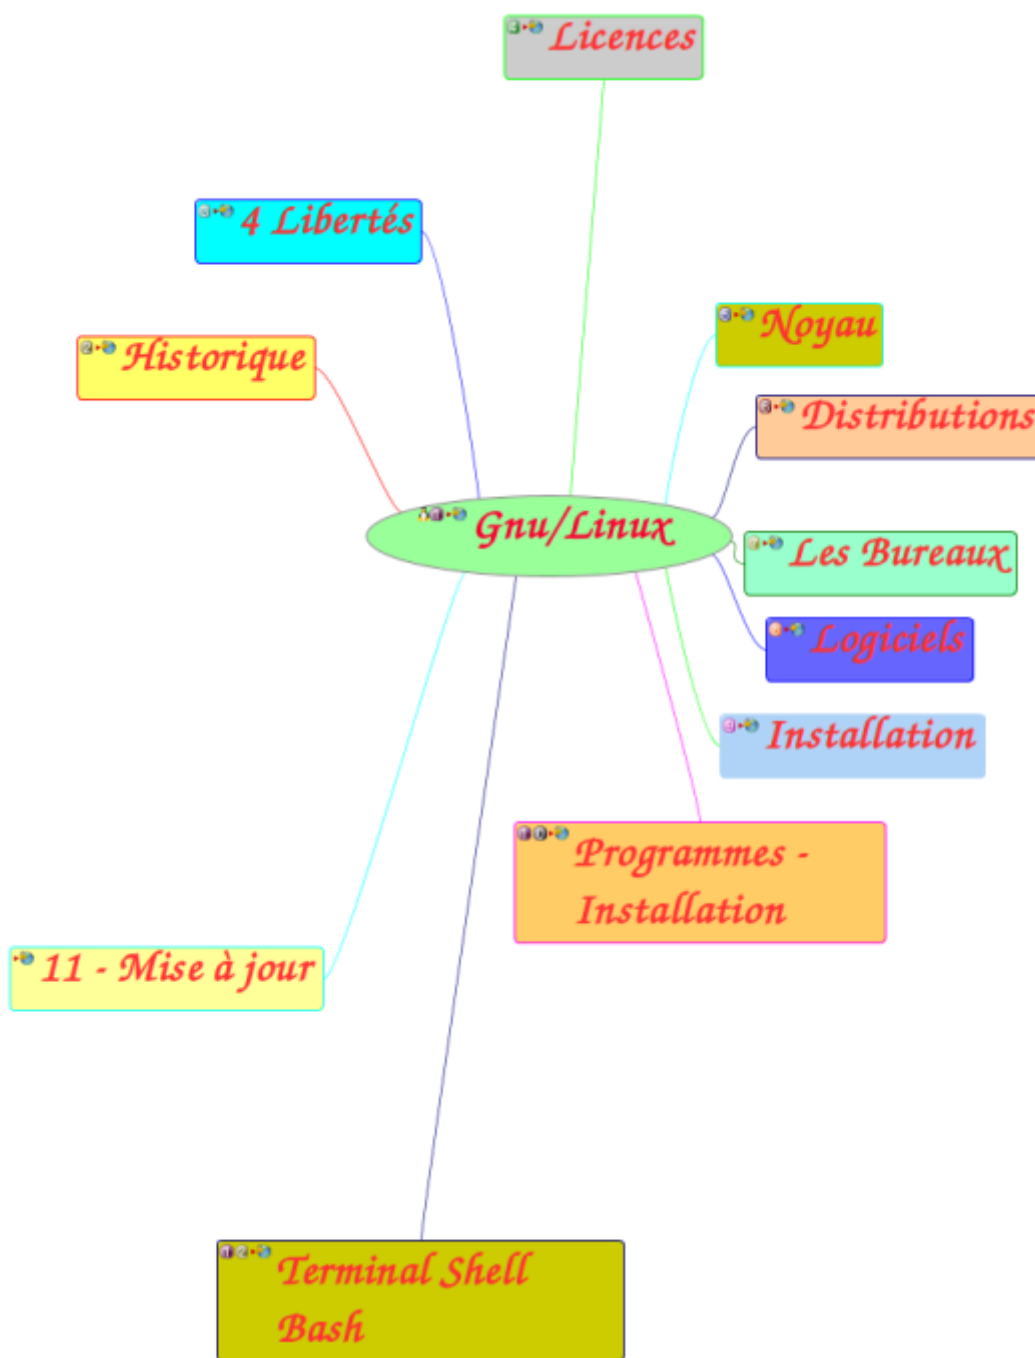 Licences
4 Libertés
Noyau
Historique
Distributions
Gnu/Linux
Les Bureaux
Logiciels
Installation
Programmes -
Installation
11 - Mise à jour
Terminal Shell
Bash